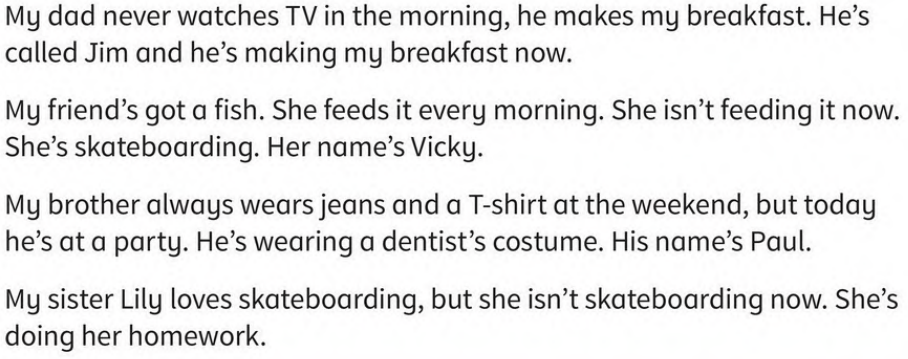 My dad never watches TV in the morning, he makes my breakfast. He's
called Jim and he's making my breakfast now.
My friend's got a fish. She feeds it every morning. She isn't feeding it now.
She's skateboarding. Her name's Vicky.
My brother always wears jeans and a T-shirt at the weekend, but today
he's at a party. He's wearing a dentist's costume. His name's Paul.
My sister Lily loves skateboarding, but she isn't skateboarding now. She's
doing her homework.